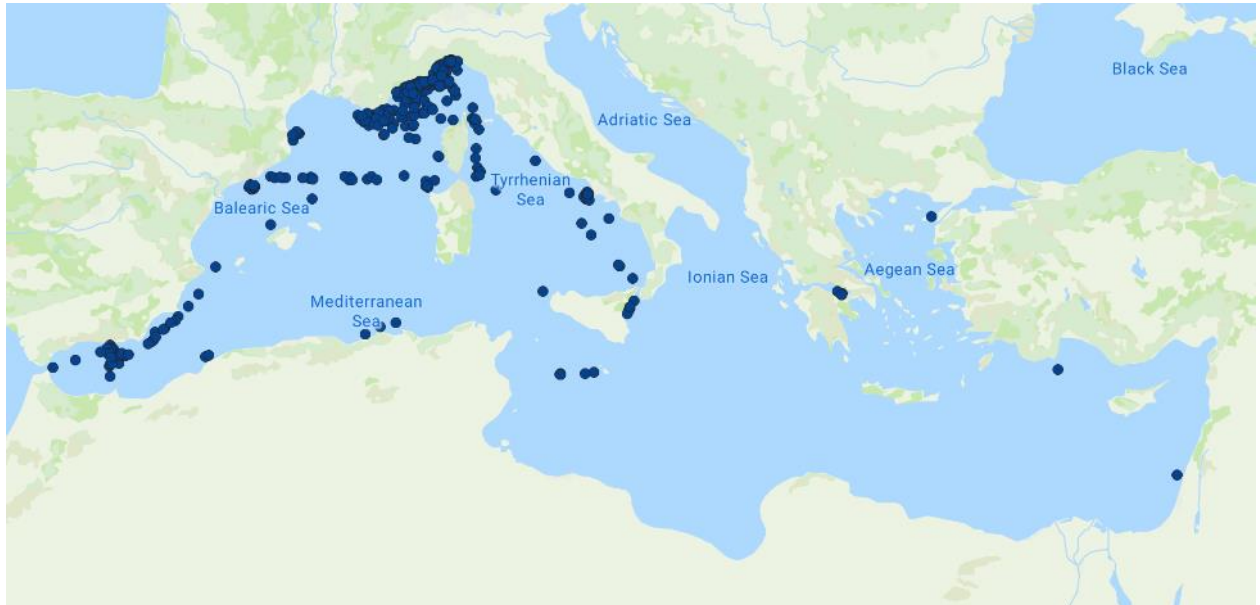 Black Sea
Adriatic Sea
Tyrrhenian
Sea
Balearic Sea
Ionian Sea
Aegean Sea
Mediterranean
Sea